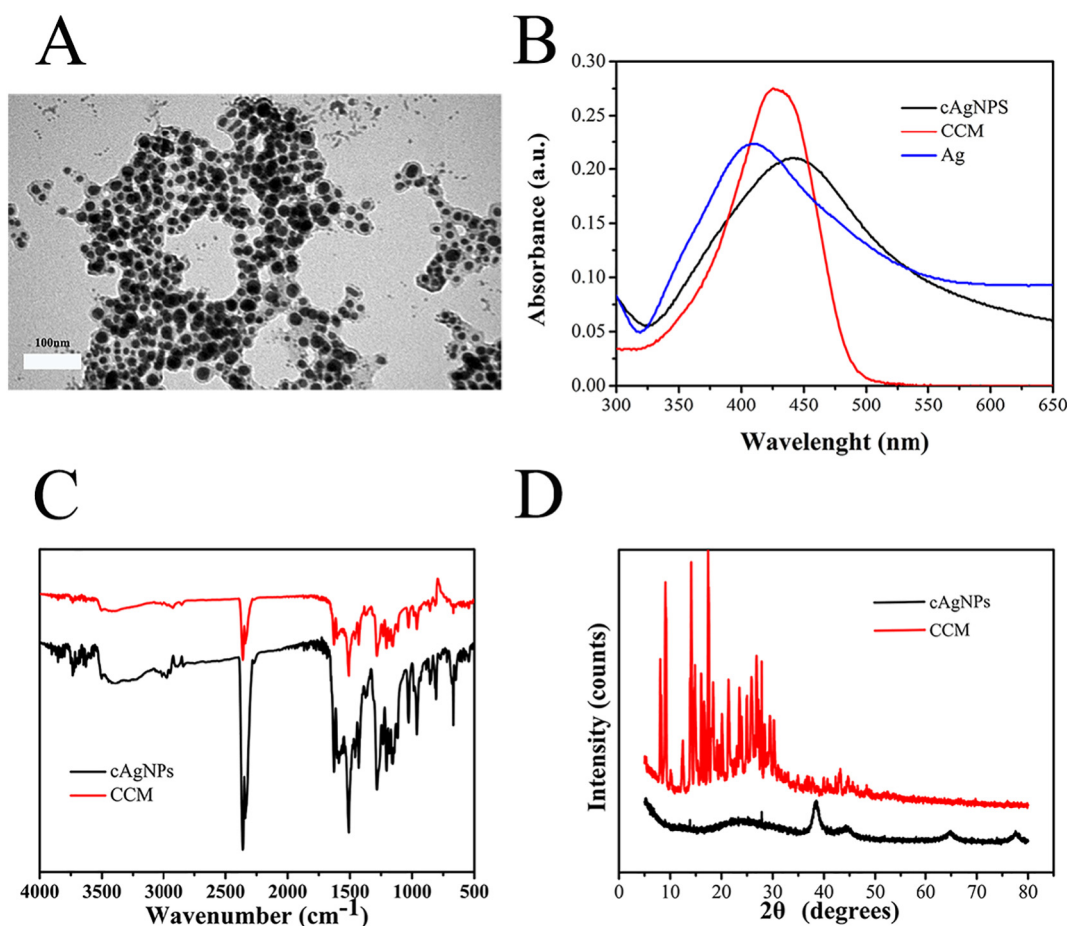 A
100nm
B
0.30
0.25
0.20
0.15
0.10
0.05
0.00
cAgNPS
CCM
Ag
Absorbance (a.u.)
300 350 400 450 500 550 600 650
Wavelenght (nm)
C
cAgNPs
CCM
4000 3500 3000 2500 2000 1500 1000 500
Wavenumber (cm-1)
D
cAgNPs
CCM
Intensity (counts)
0 10 20 30 40 50 60 70 80
2θ (degrees)